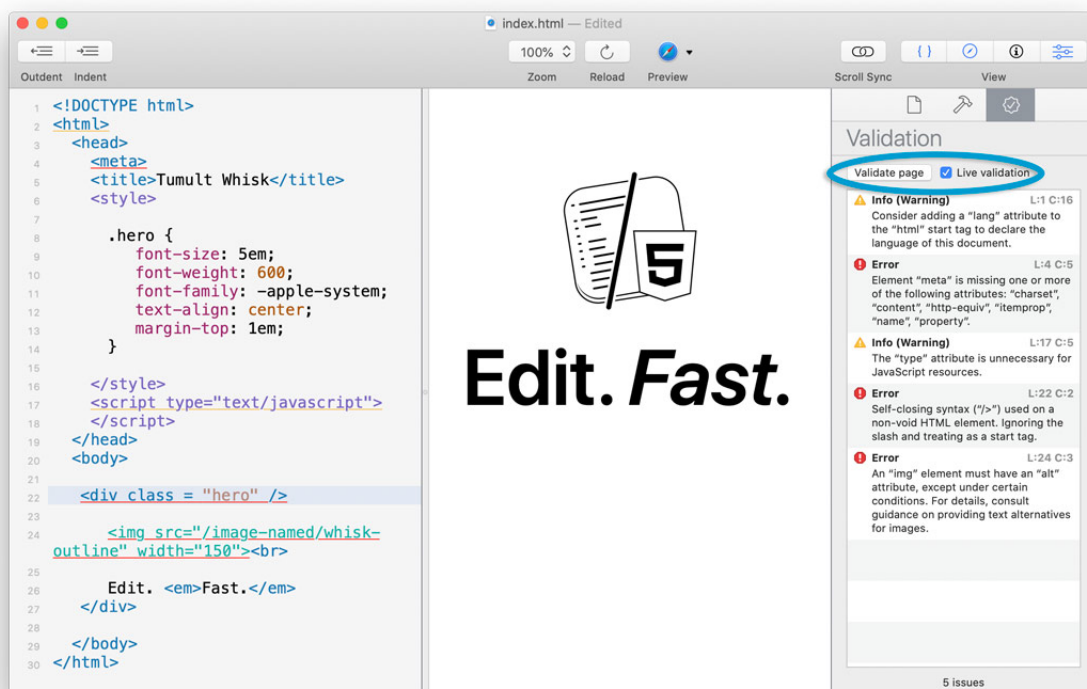 index.html — Edited
100%
Outdent Indent Zoom Reload Preview Scroll Sync View
1 <!DOCTYPE html>
2 <html>
3 <head>
4 <meta>
5 <title>Tumult Whisk</title>
6 <style>
7
8 .hero {
9 font-size: 5em;
10 font-weight: 600;
11 font-family: -apple-system;
12 text-align: center;
13 margin-top: 1em;
14 }
15
16 </style>
17 <script type="text/javascript">
18 </script>
19 </head>
20 <body>
21
22 <div class = "hero" />
23
24 <img src="/image-named/whisk-
outline" width="150"><br>
25
26 Edit. <em>Fast.</em>
27 </div>
28
29 </body>
30 </html>
5
Edit. Fast.
Validation
Validate page Live validation
Info (Warning) L:1 C:16
Consider adding a “lang” attribute to
the “html” start tag to declare the
language of this document.
Error L:4 C:5
Element “meta” is missing one or more
of the following attributes: “charset”,
“content”, “http-equiv”, “itemprop”,
“name”, “property”.
Info (Warning) L:17 C:5
The “type” attribute is unnecessary for
JavaScript resources.
Error L:22 C:2
Self-closing syntax (“/>”) used on a
non-void HTML element. Ignoring the
slash and treating as a start tag.
Error L:24 C:3
An “img” element must have an “alt”
attribute, except under certain
conditions. For details, consult
guidance on providing text alternatives
for images.
5 issues